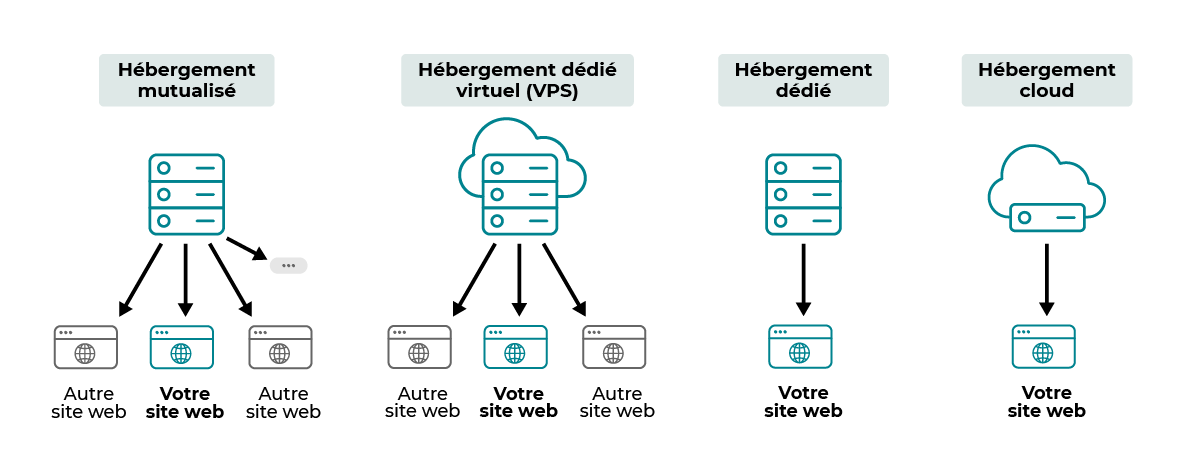 Hébergement
mutualisé
Hébergement dédié
virtuel (VPS)
Hébergement
dédié
Hébergement
cloud
Autre
site web
Votre
site web
Autre
site web
Autre
site web
Votre
site web
Autre
site web
Votre
site web
Votre
site web